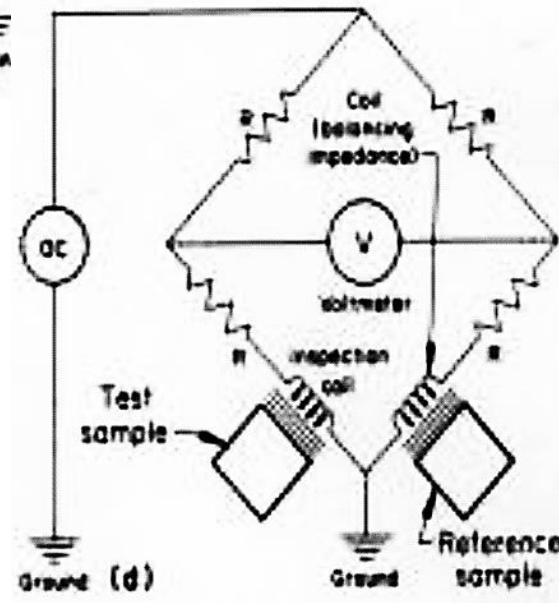 Coil
(balancing
impedance)
R
ac
V
Voltmeter
R
R
inspection
coil
Test
sample
Reference
sample
Ground (d)
Ground